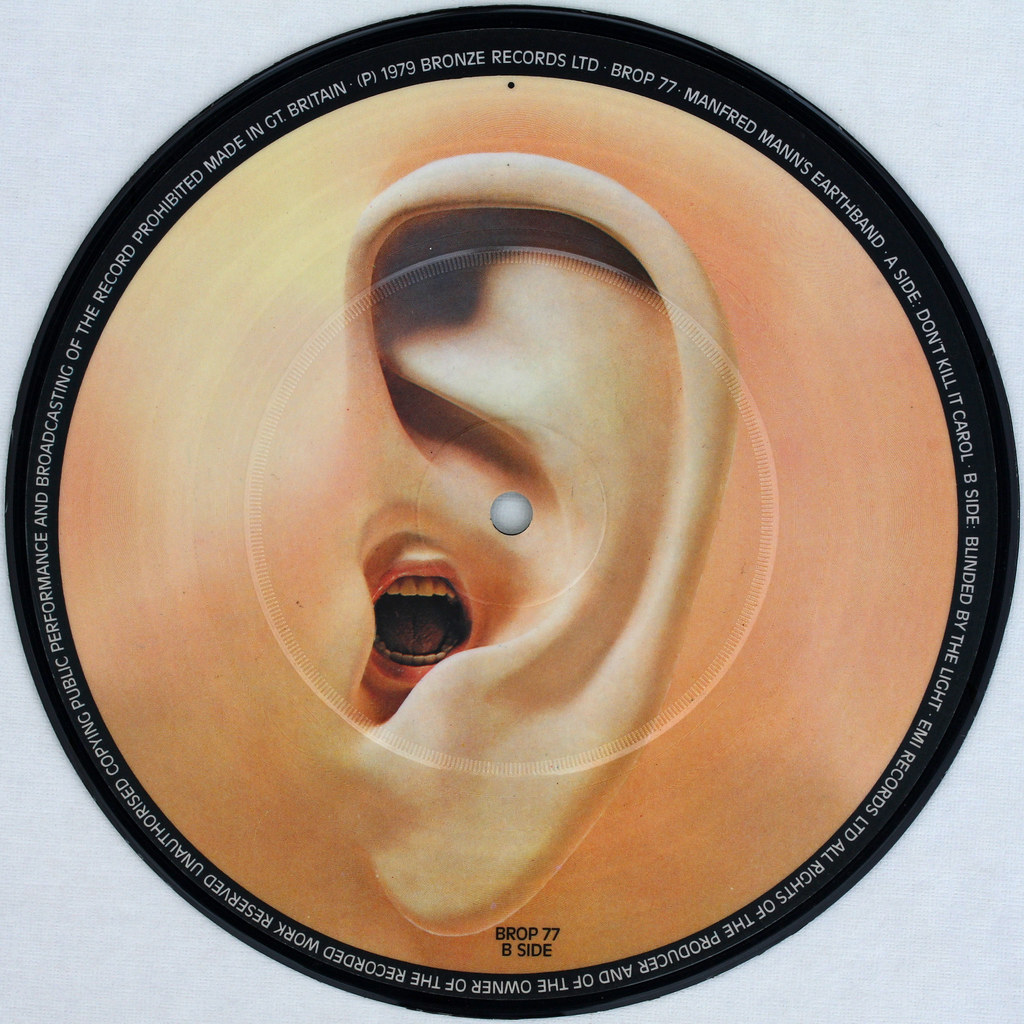 MADE IN GT. BRITAIN · (P) 1979 BRONZE RECORDS LTD · BROP 77 · MANFRED MANN'S EARTHBAND · A SIDE: DON'T KILL IT CAROL · B SIDE: BLINDED BY THE LIGHT · EMI RECORDS LTD ALL RIGHTS OF THE PRODUCER AND OF THE OWNER OF THE RECORDED WORK RESERVED UNAUTHORISED COPYING PUBLIC PERFORMANCE AND BROADCASTING OF THE RECORD PROHIBITED
BROP 77
B SIDE